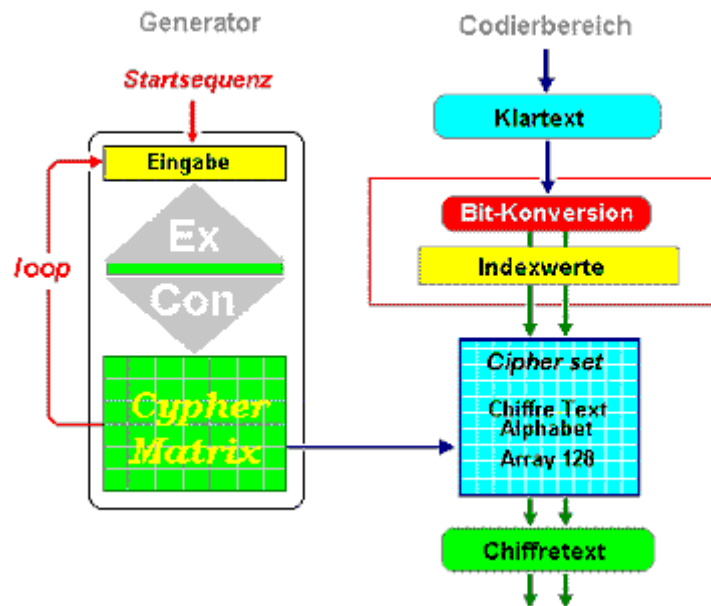 Generator
Startsequenz
Eingabe
Ex
Con
loop
Cypher
Matrix
Codierbereich
Klartext
Bit-Konversion
Indexwerte
Cipher set
Chiffre Text
Alphabet
Array 128
Chiffretext